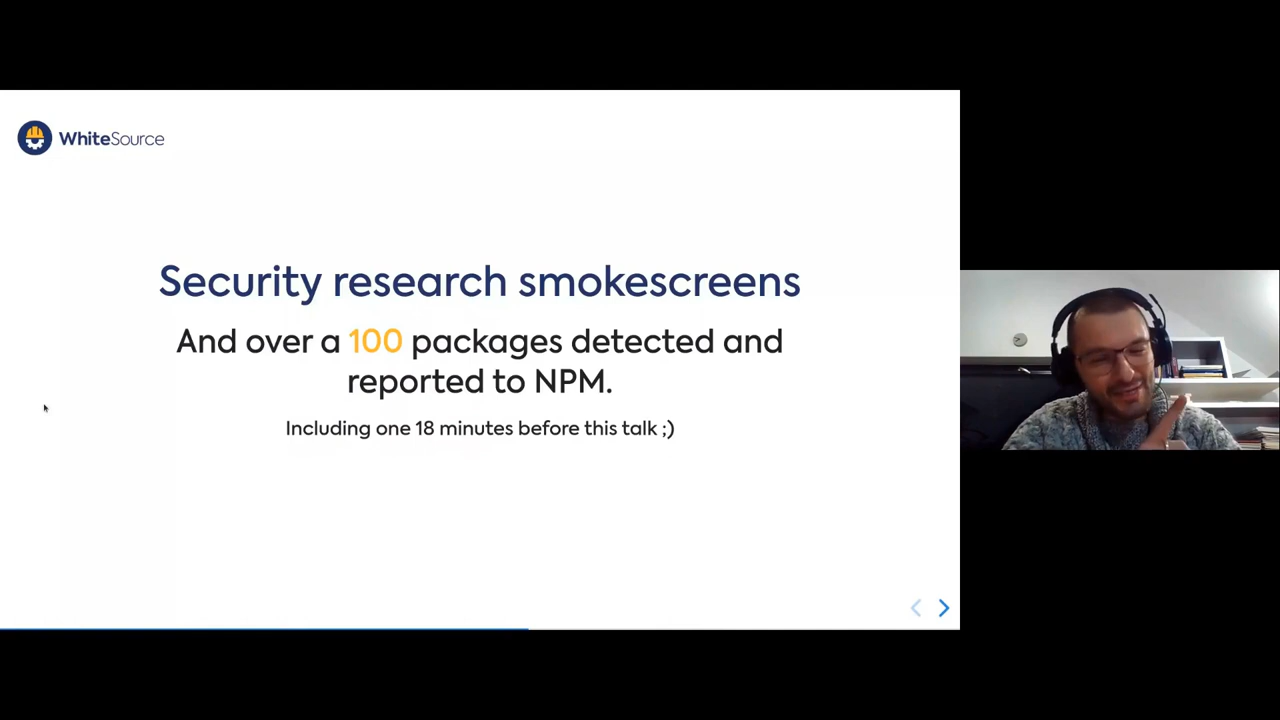 WhiteSource
Security research smokescreens
And over a 100 packages detected and
reported to NPM.
Including one 18 minutes before this talk ;)